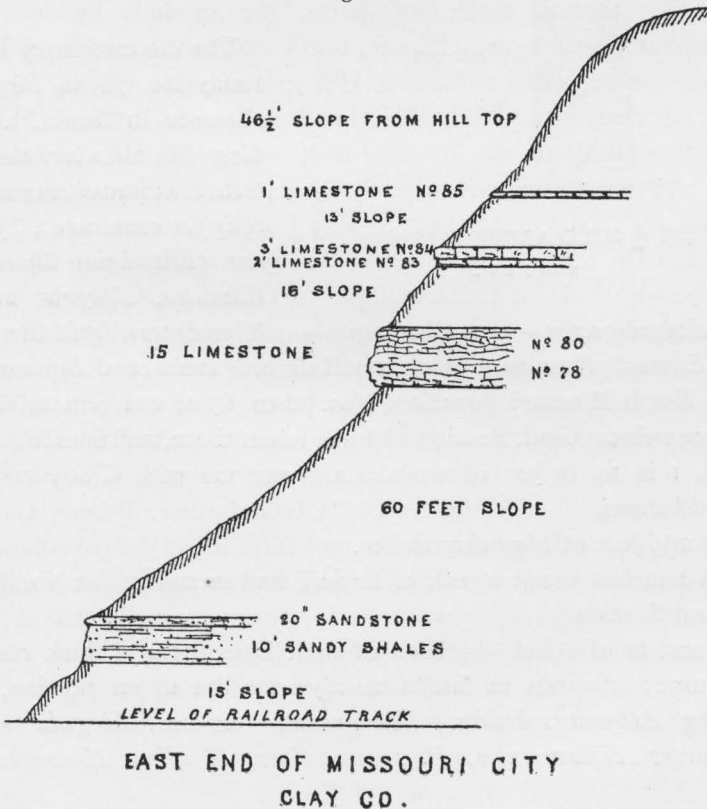 46½' SLOPE FROM HILL TOP
1' LIMESTONE Nº 85
13' SLOPE
3' LIMESTONE Nº 84
2' LIMESTONE Nº 83
16' SLOPE
15 LIMESTONE
Nº 80
Nº 78
60 FEET SLOPE
20" SANDSTONE
10' SANDY SHALES
15' SLOPE
LEVEL OF RAILROAD TRACK
EAST END OF MISSOURI CITY
CLAY CO.